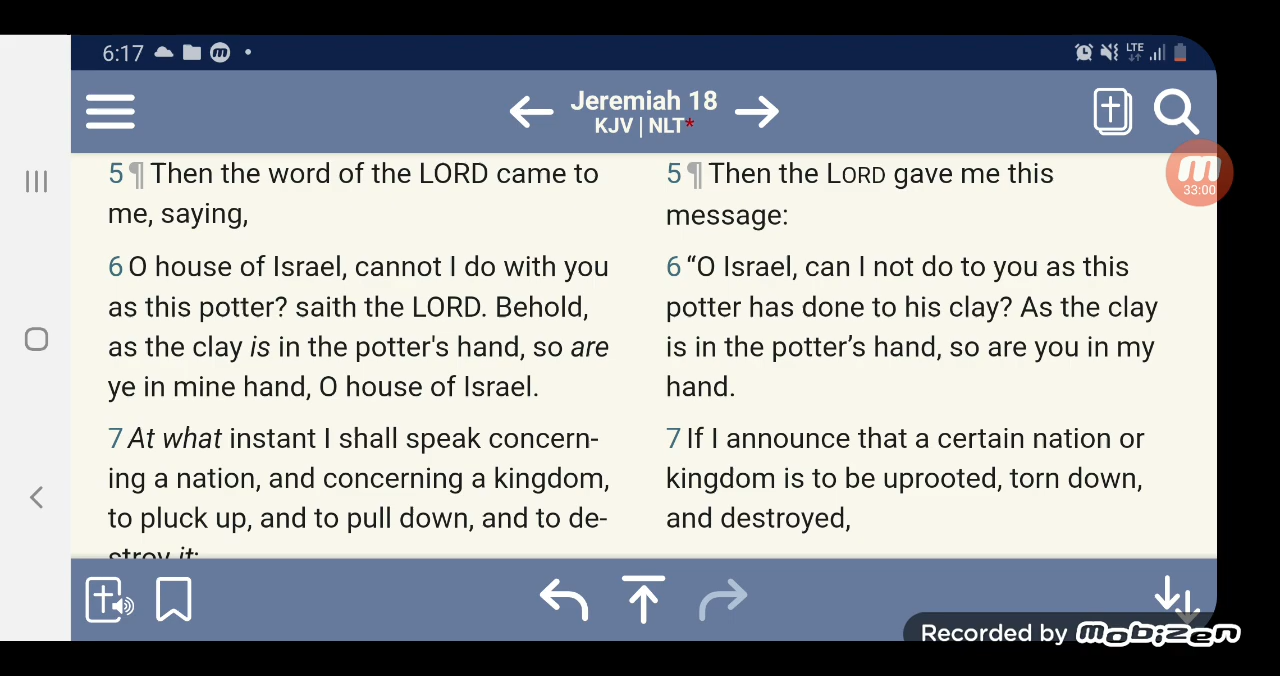 6:17
LTE
Jeremiah 18
KJV | NLT*
33:00
5 ¶ Then the word of the LORD came to
me, saying,
6 O house of Israel, cannot I do with you
as this potter? saith the LORD. Behold,
as the clay is in the potter's hand, so are
ye in mine hand, O house of Israel.
7 At what instant I shall speak concern-
ing a nation, and concerning a kingdom,
to pluck up, and to pull down, and to de-
stroy it:
5 ¶ Then the LORD gave me this
message:
6 “O Israel, can I not do to you as this
potter has done to his clay? As the clay
is in the potter’s hand, so are you in my
hand.
7 If I announce that a certain nation or
kingdom is to be uprooted, torn down,
and destroyed,
Recorded by mobizen